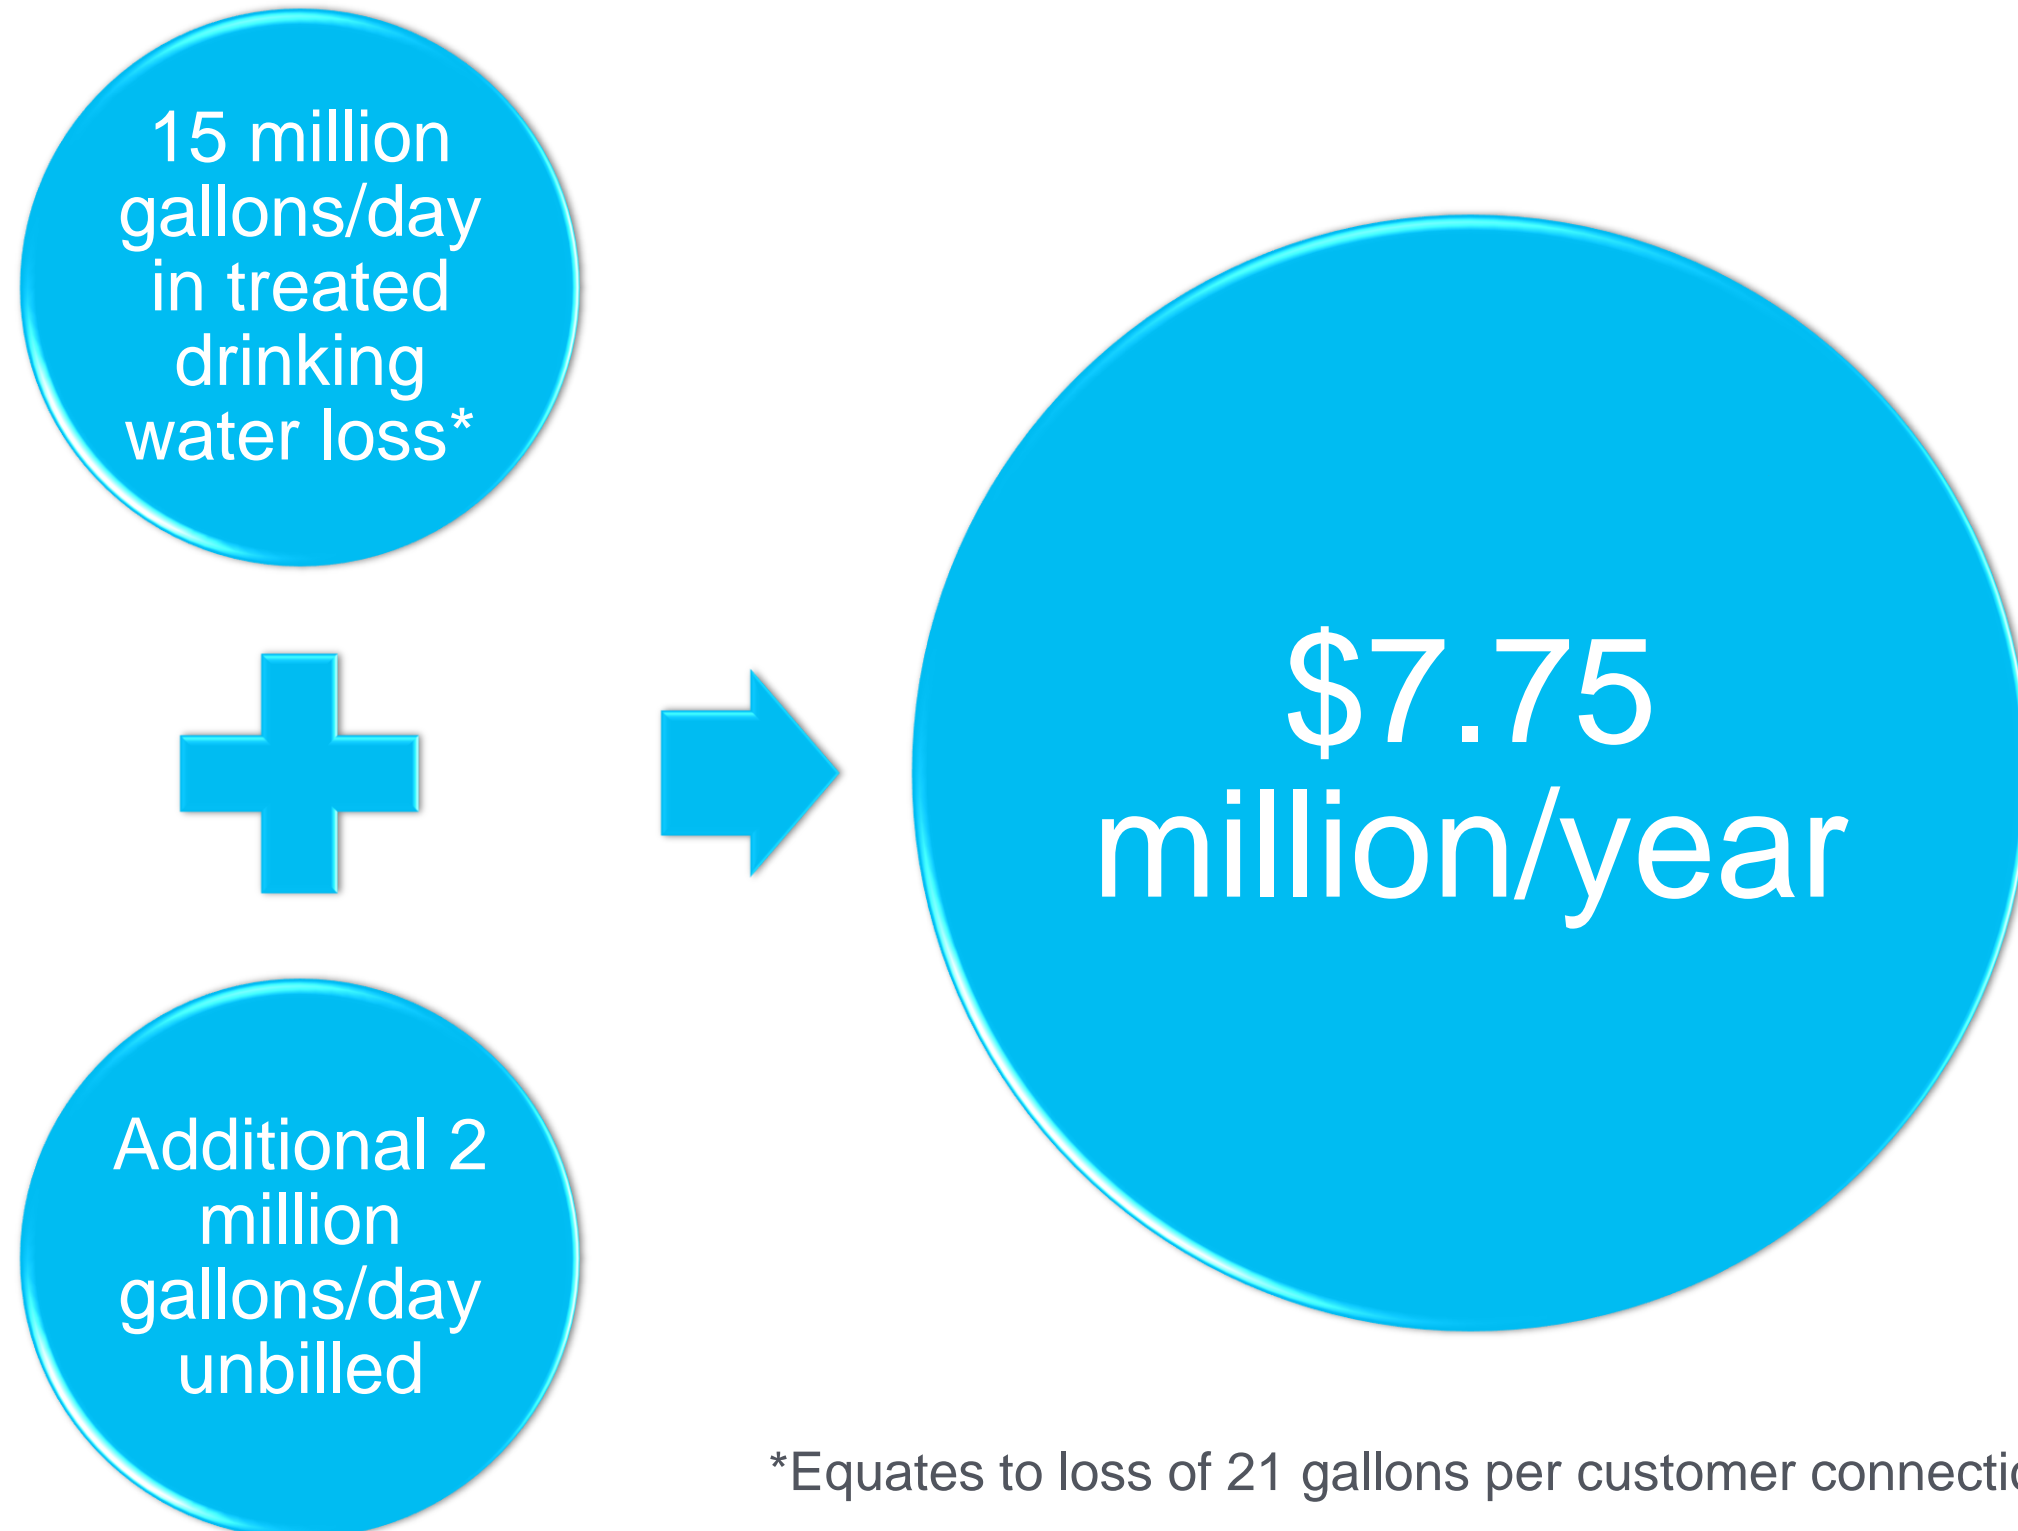 15 million
gallons/day
in treated
drinking
water loss*
Additional 2
million
gallons/day
unbilled
$7.75
million/year
*Equates to loss of 21 gallons per customer